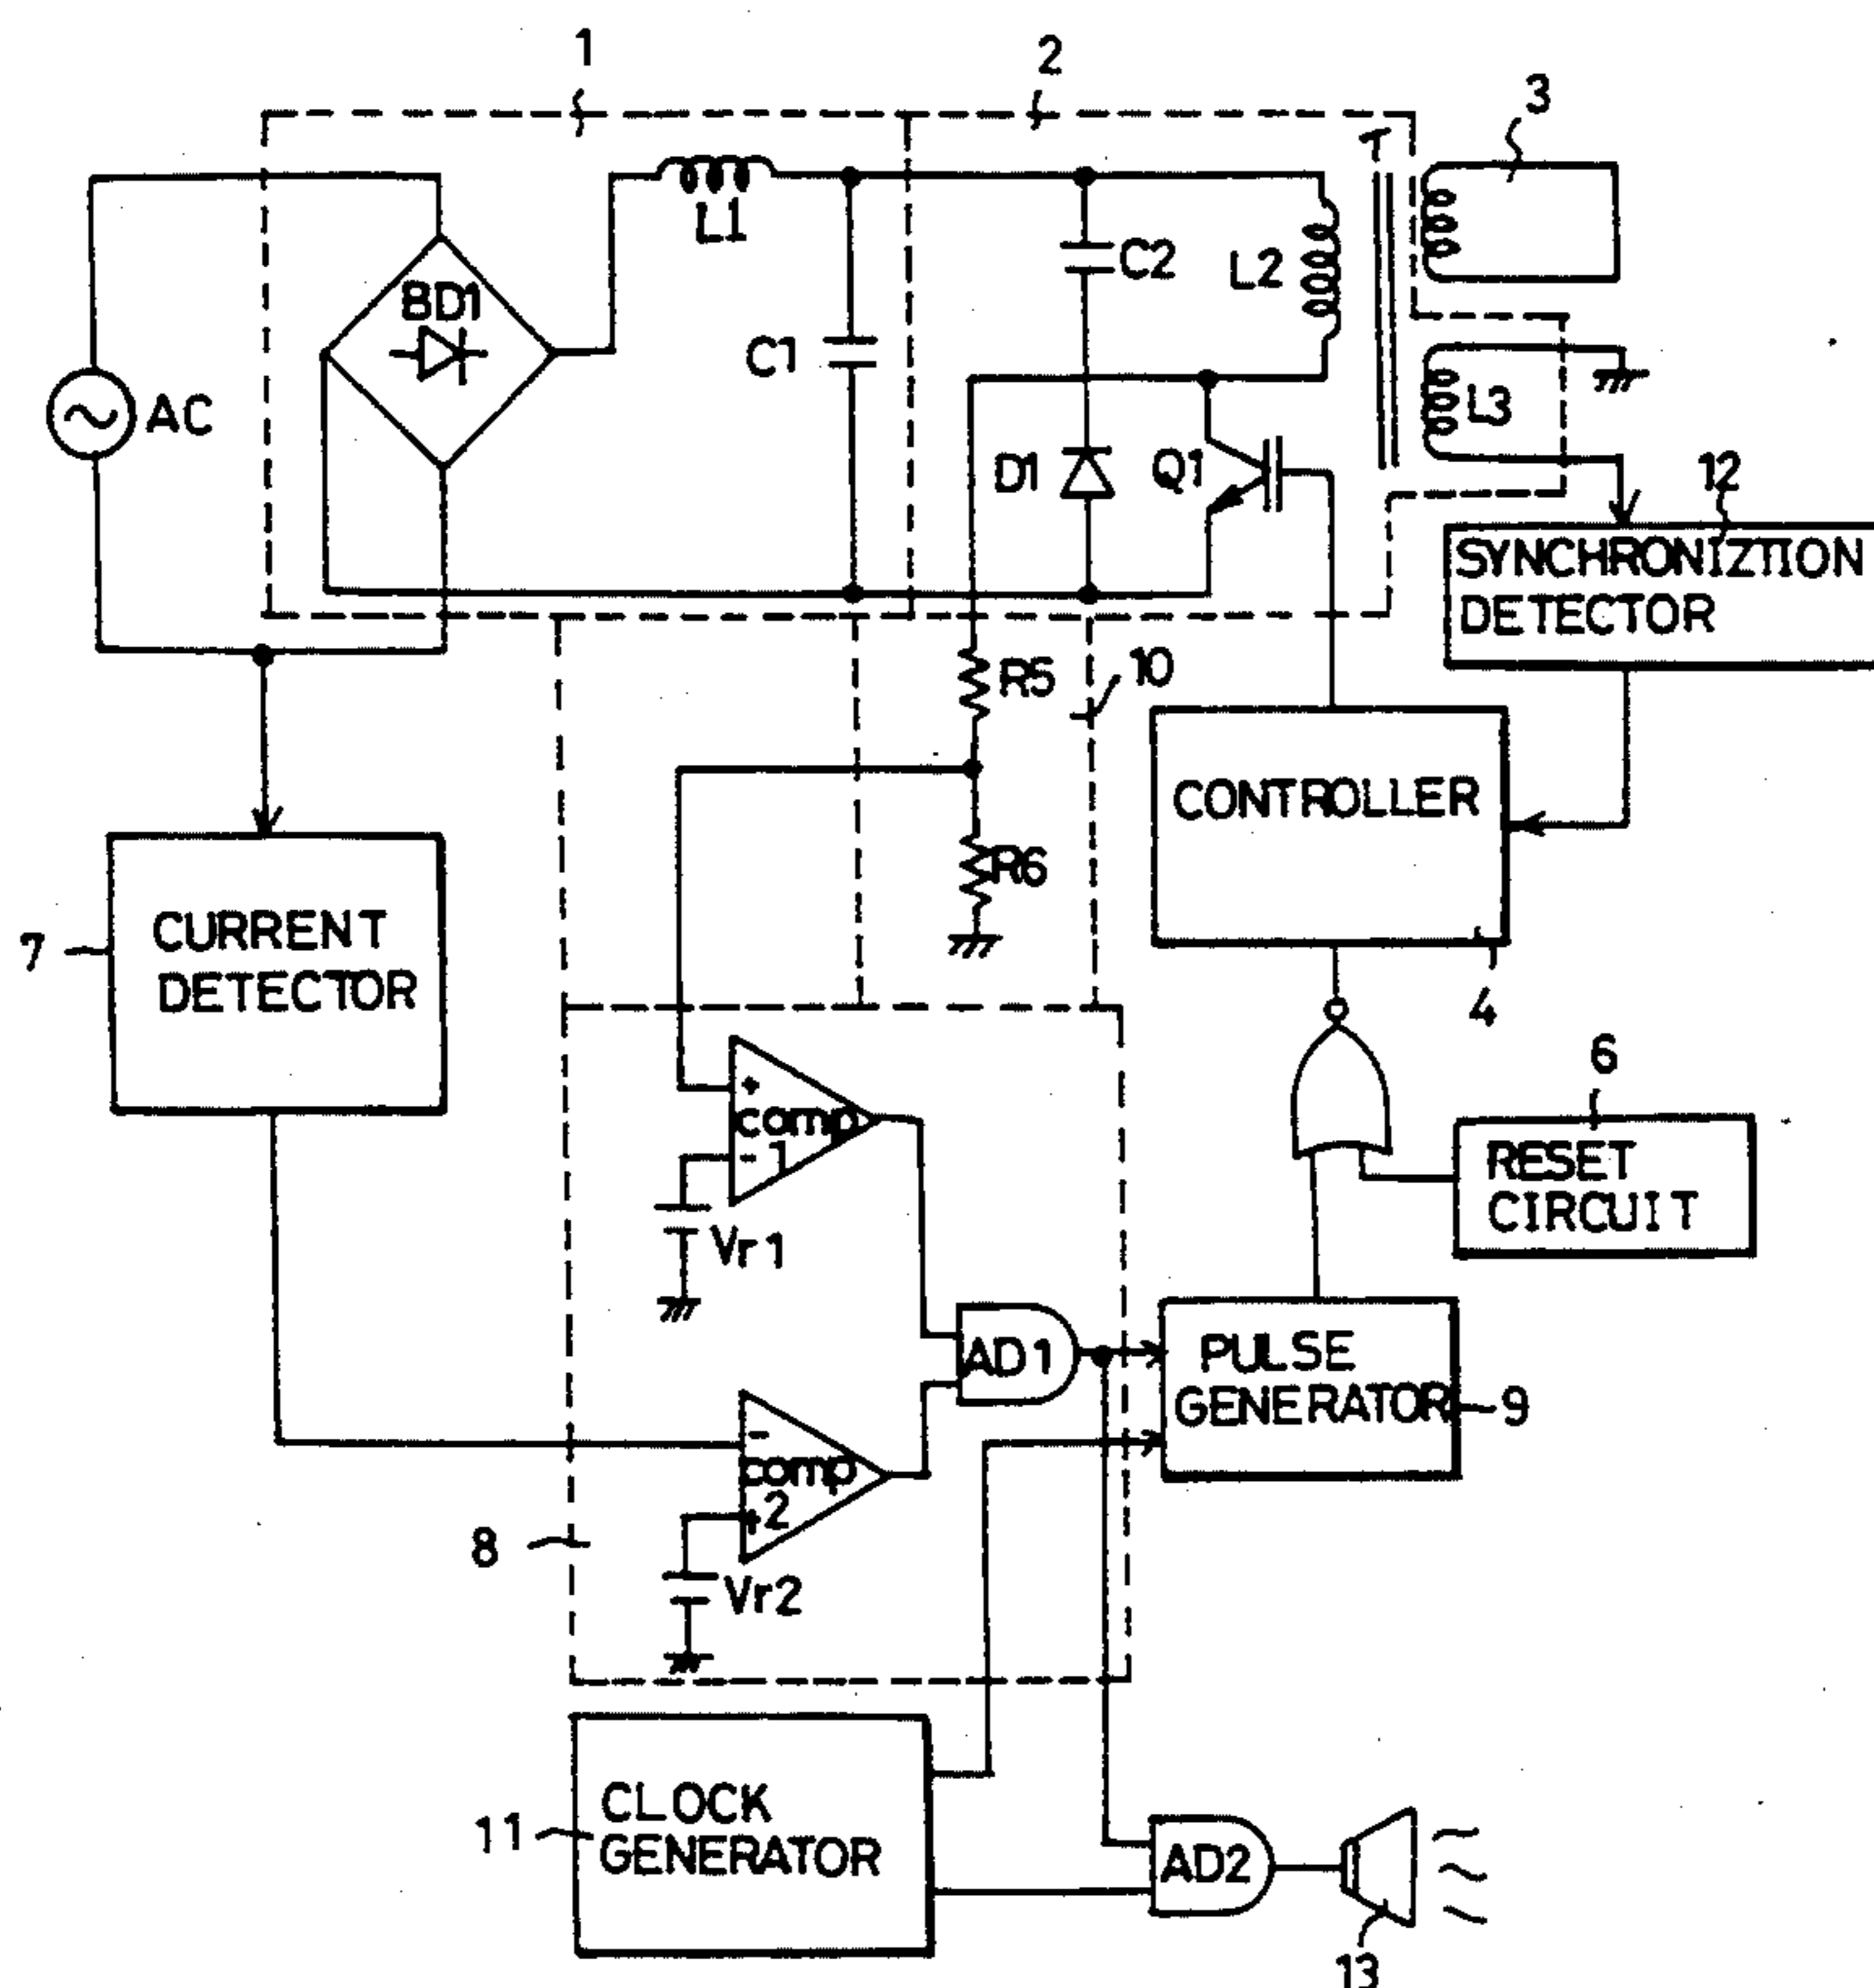 1
2
3
T
L1
C2
L2
BD1
C1
AC
L3
D1
Q1
12
SYNCHRONIZTION
DETECTOR
R5
10
CONTROLLER
R6
7
CURRENT
DETECTOR
4
6
+
comp
- 1
RESET
CIRCUIT
Vr1
AD1
PULSE
GENERATOR
9
-
comp
+2
8
Vr2
11
CLOCK
GENERATOR
AD2
13